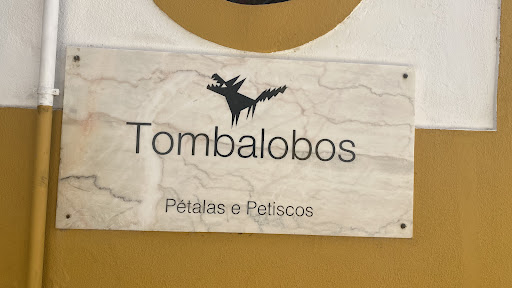 Tombalobos
Pétalas e Petiscos